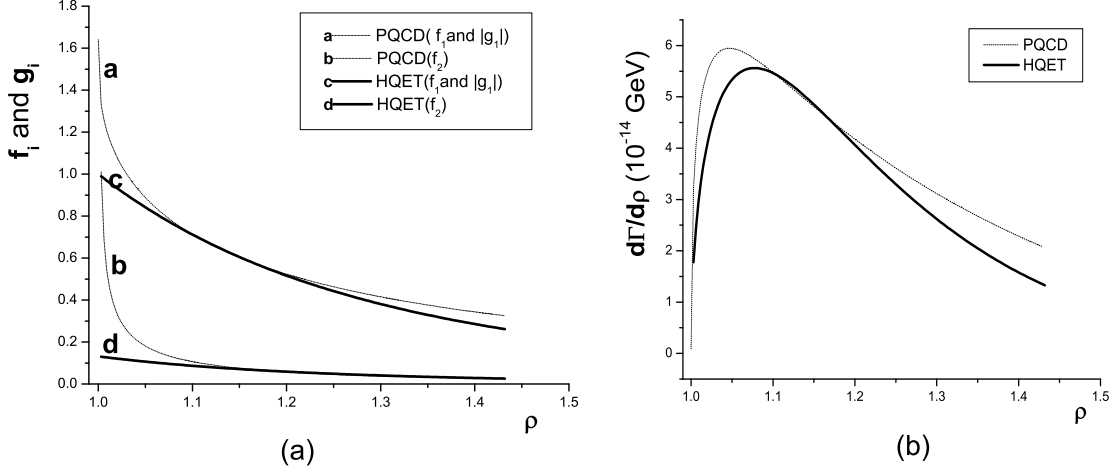 f_i and g_i
1.8
1.6
1.4
1.2
1.0
0.8
0.6
0.4
0.2
0.0
1.0 1.1 1.2 1.3 1.4 1.5
ρ
a
c
b
d
a PQCD( f_1 and |g_1|)
b PQCD(f_2)
c HQET(f_1 and |g_1|)
d HQET(f_2)
(a)
dΓ/dρ (10^-14 GeV)
6
5
4
3
2
1
0
1.0 1.1 1.2 1.3 1.4 1.5
ρ
PQCD
HQET
(b)